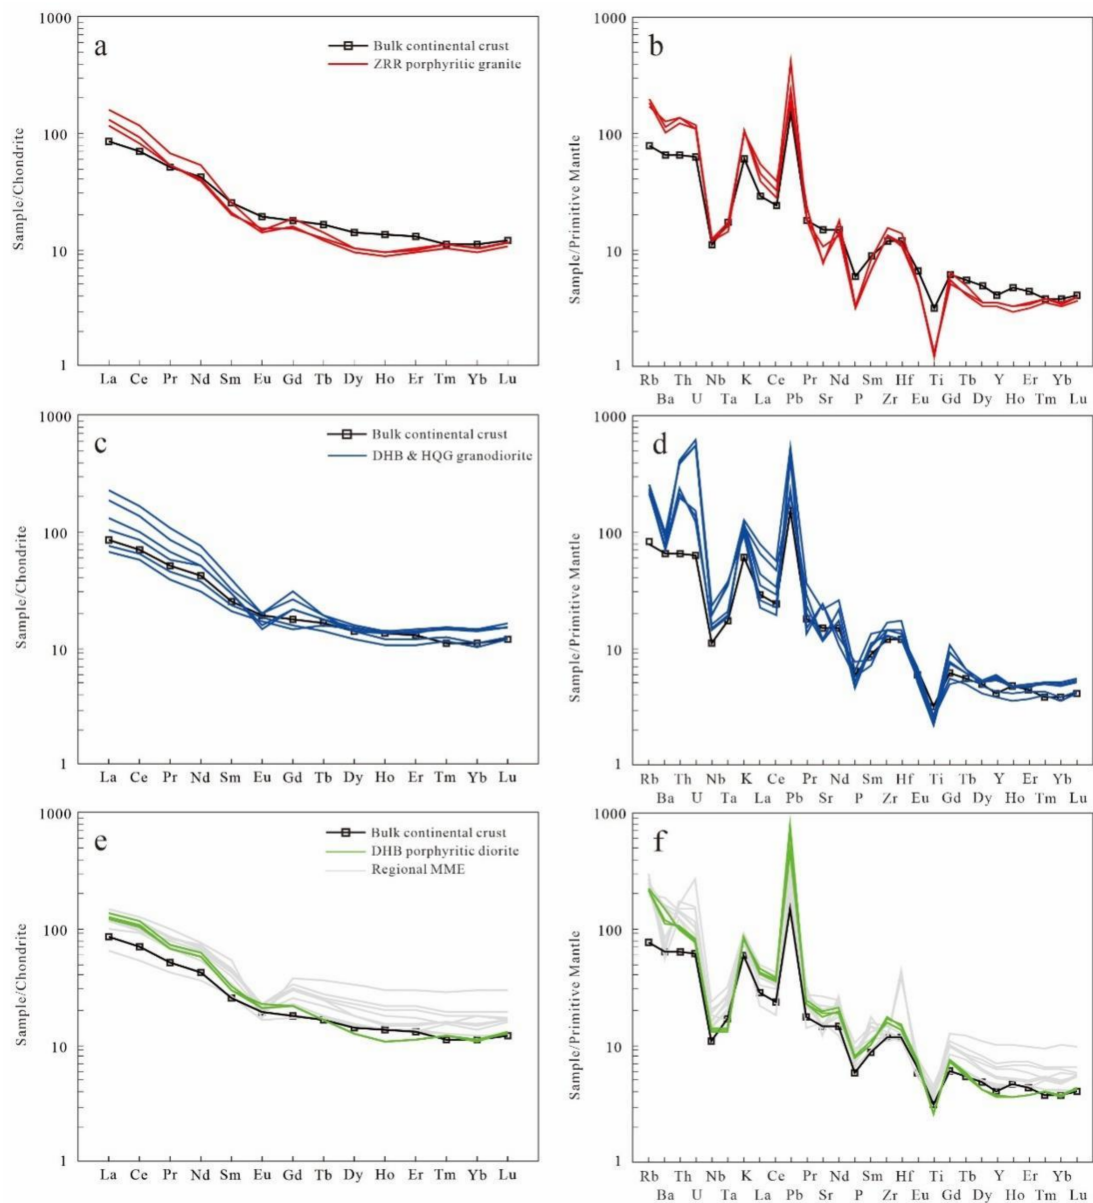 1000
100
10
1
Sample/Chondrite
a
Bulk continental crust
ZRR porphyritic granite
La Ce Pr Nd Sm Eu Gd Tb Dy Ho Er Tm Yb Lu
1000
100
10
1
Sample/Primitive Mantle
b
Rb Th Nb K Ce Pr Nd Sm Hf Ti Tb Y Er Yb
Ba U Ta La Pb Sr P Zr Eu Gd Dy Ho Tm Lu
1000
100
10
1
Sample/Chondrite
c
Bulk continental crust
DHB & HQG granodiorite
La Ce Pr Nd Sm Eu Gd Tb Dy Ho Er Tm Yb Lu
1000
100
10
1
Sample/Primitive Mantle
d
Rb Th Nb K Ce Pr Nd Sm Hf Ti Tb Y Er Yb
Ba U Ta La Pb Sr P Zr Eu Gd Dy Ho Tm Lu
1000
100
10
1
Sample/Chondrite
e
Bulk continental crust
DHB porphyritic diorite
Regional MME
La Ce Pr Nd Sm Eu Gd Tb Dy Ho Er Tm Yb Lu
1000
100
10
1
Sample/Primitive Mantle
f
Rb Th Nb K Ce Pr Nd Sm Hf Ti Tb Y Er Yb
Ba U Ta La Pb Sr P Zr Eu Gd Dy Ho Tm Lu